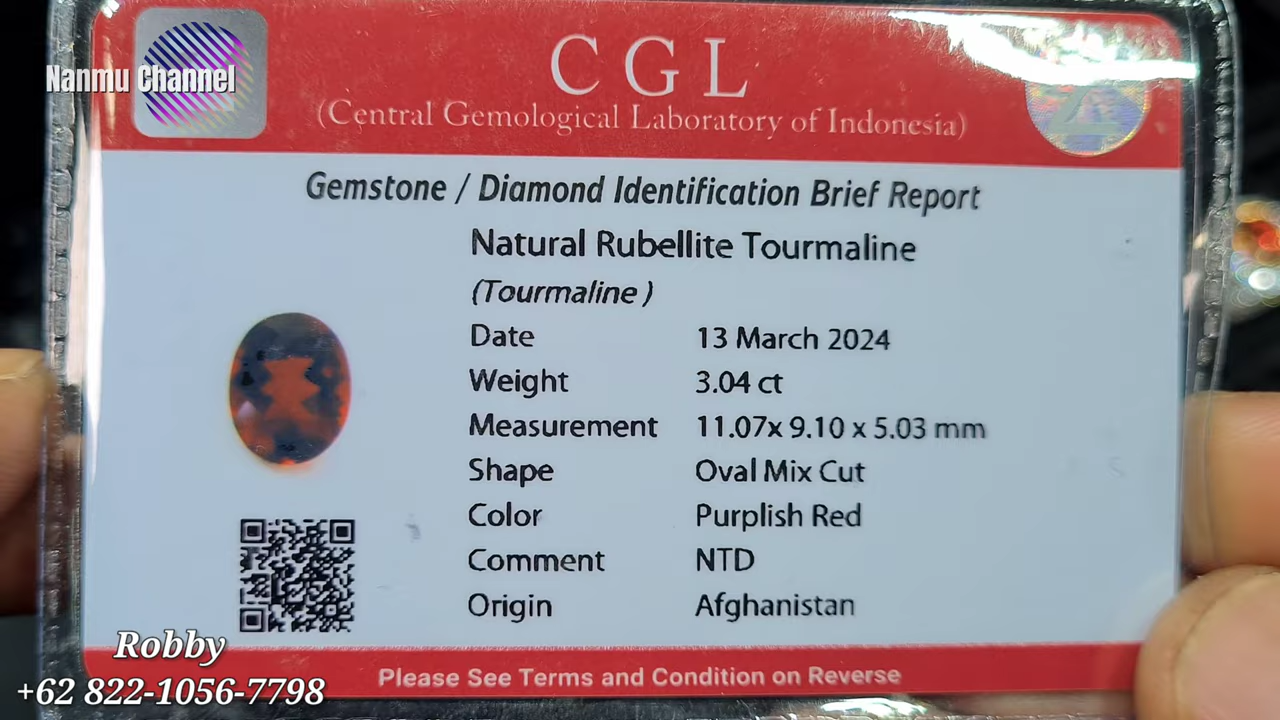 Nanmu Channel
CGL
(Central Gemological Laboratory of Indonesia)
Gemstone / Diamond Identification Brief Report
Natural Rubellite Tourmaline
(Tourmaline)
Date 13 March 2024
Weight 3.04 ct
Measurement 11.07x 9.10 x 5.03 mm
Shape Oval Mix Cut
Color Purplish Red
Comment NTD
Origin Afghanistan
Robby
+62 822-1056-7798
Please See Terms and Condition on Reverse